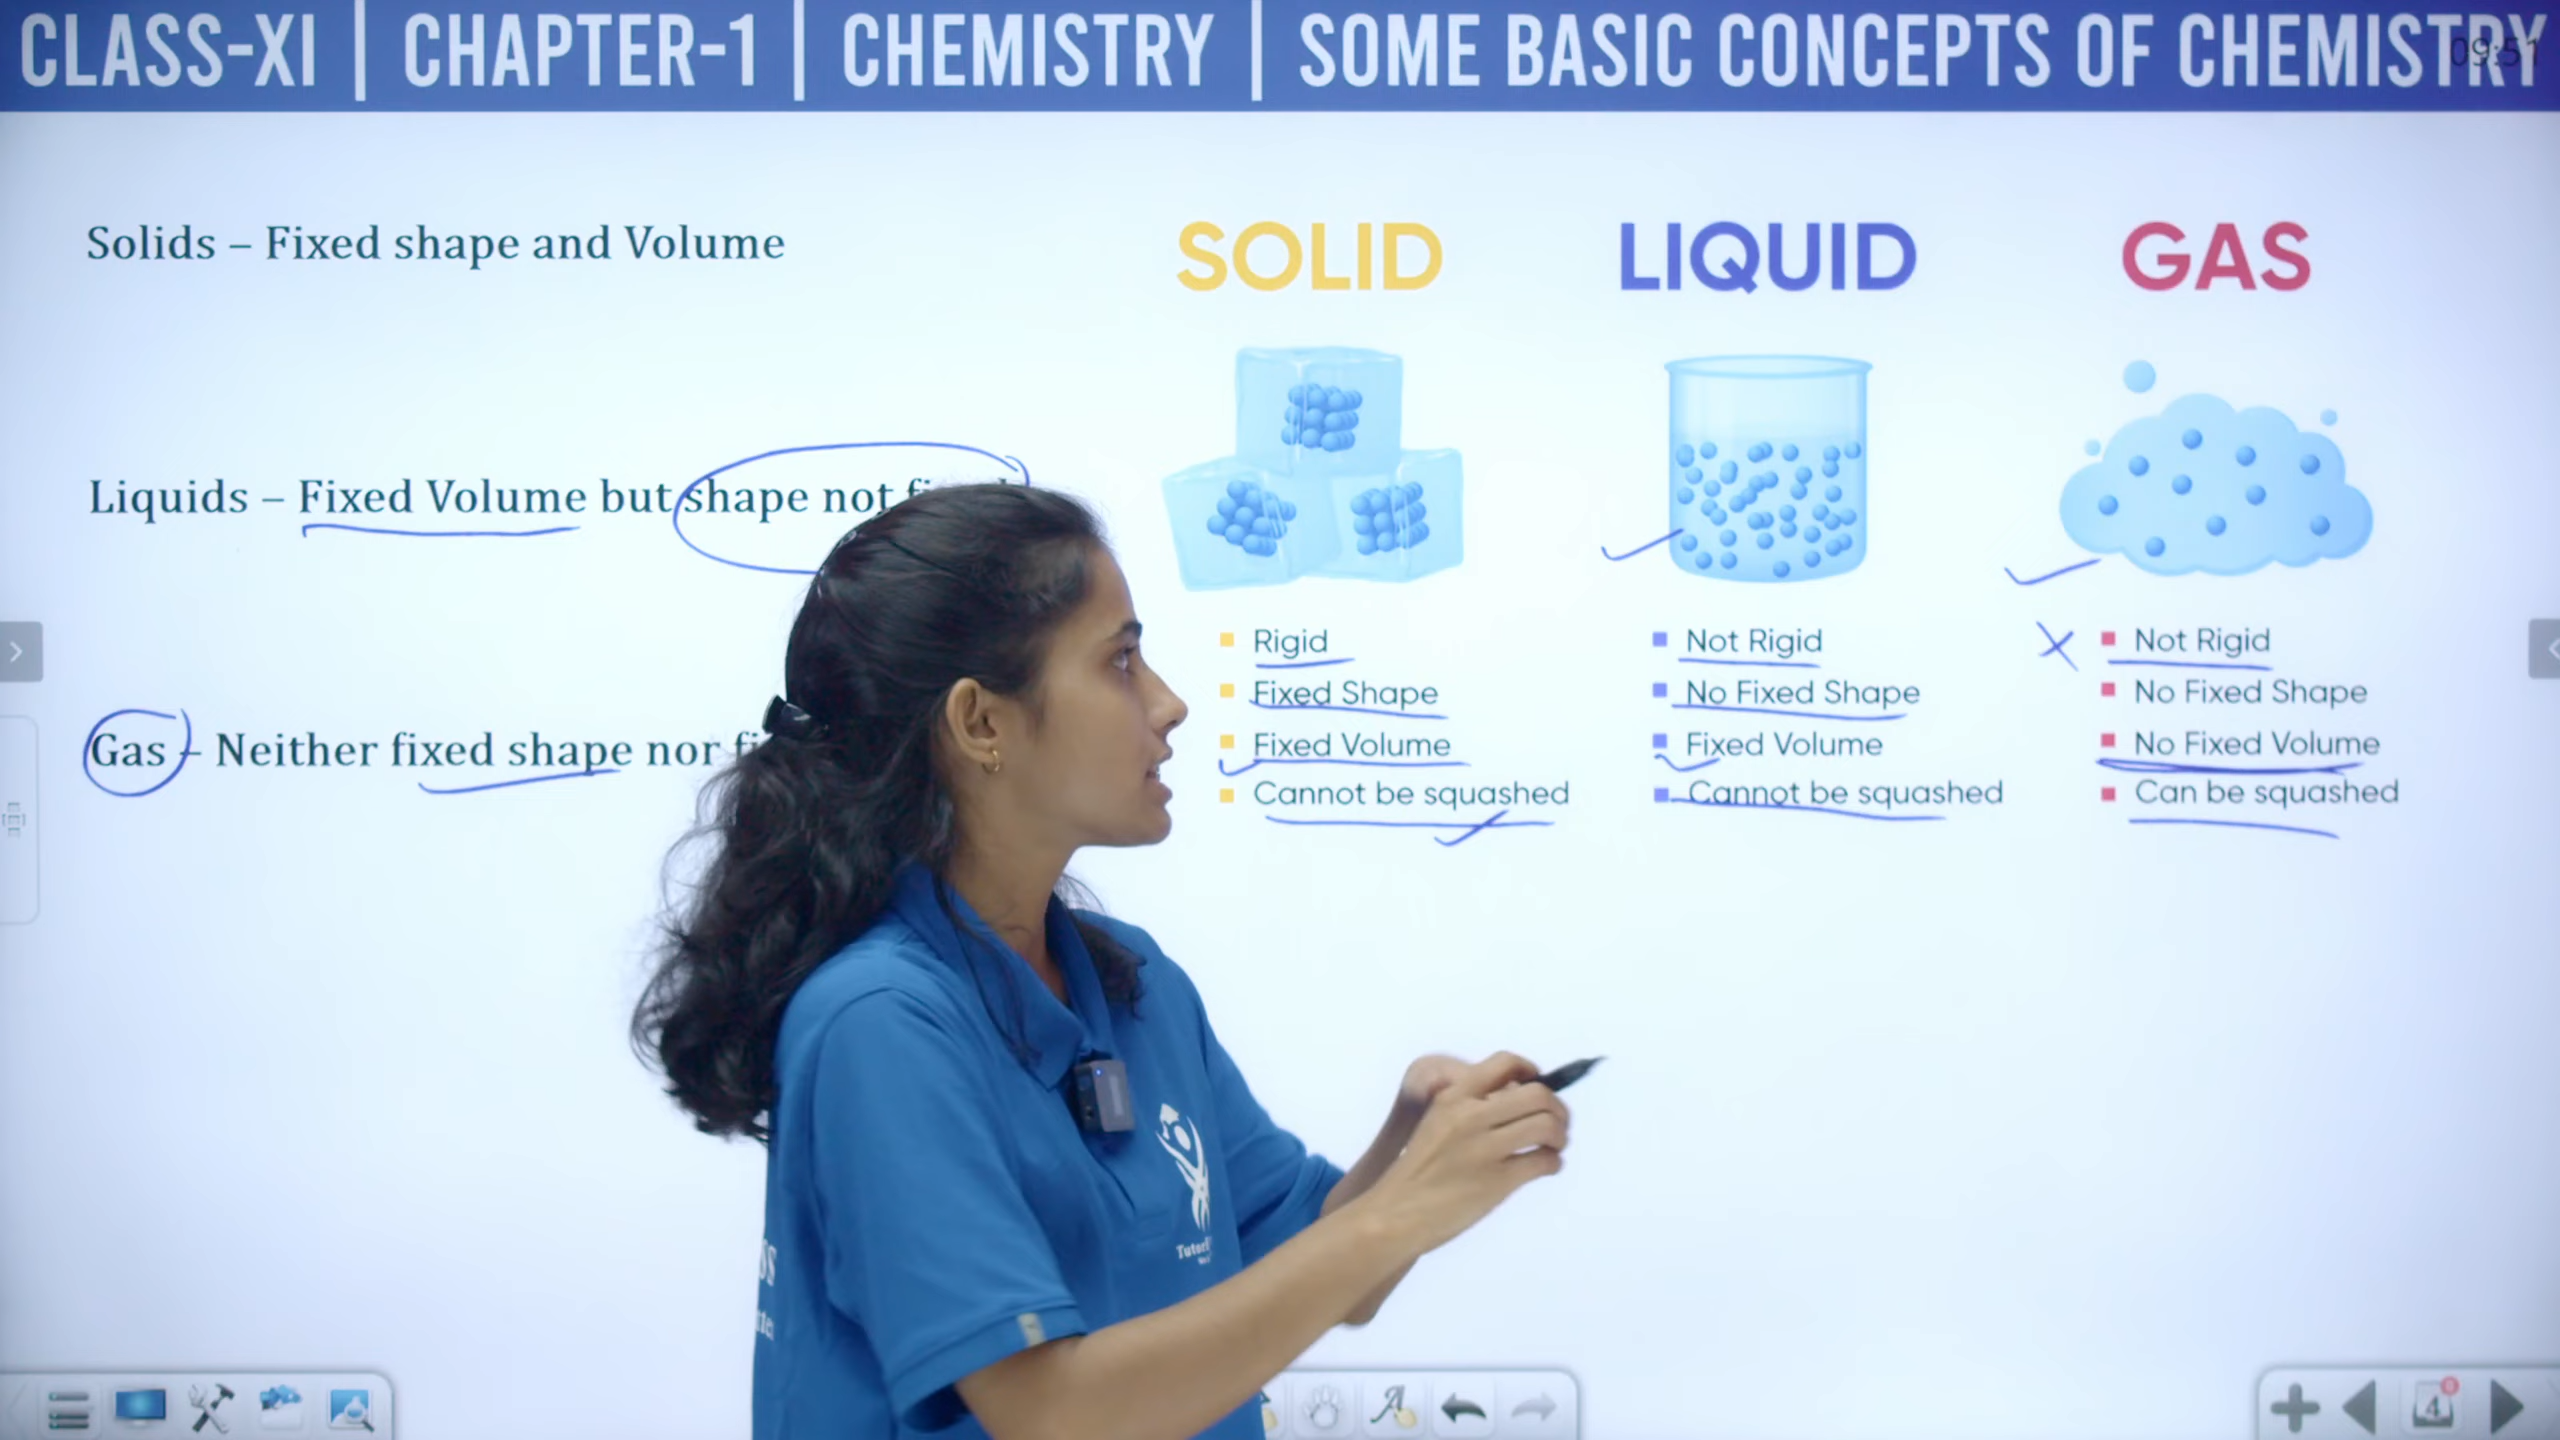 CLASS-XI | CHAPTER-1 | CHEMISTRY | SOME BASIC CONCEPTS OF CHEMISTRY
09:51
Solids – Fixed shape and Volume
Liquids – Fixed Volume but shape not
Gas – Neither fixed shape nor
SOLID
Rigid
Fixed Shape
Fixed Volume
Cannot be squashed
LIQUID
Not Rigid
No Fixed Shape
Fixed Volume
Cannot be squashed
GAS
Not Rigid
No Fixed Shape
No Fixed Volume
Can be squashed
4